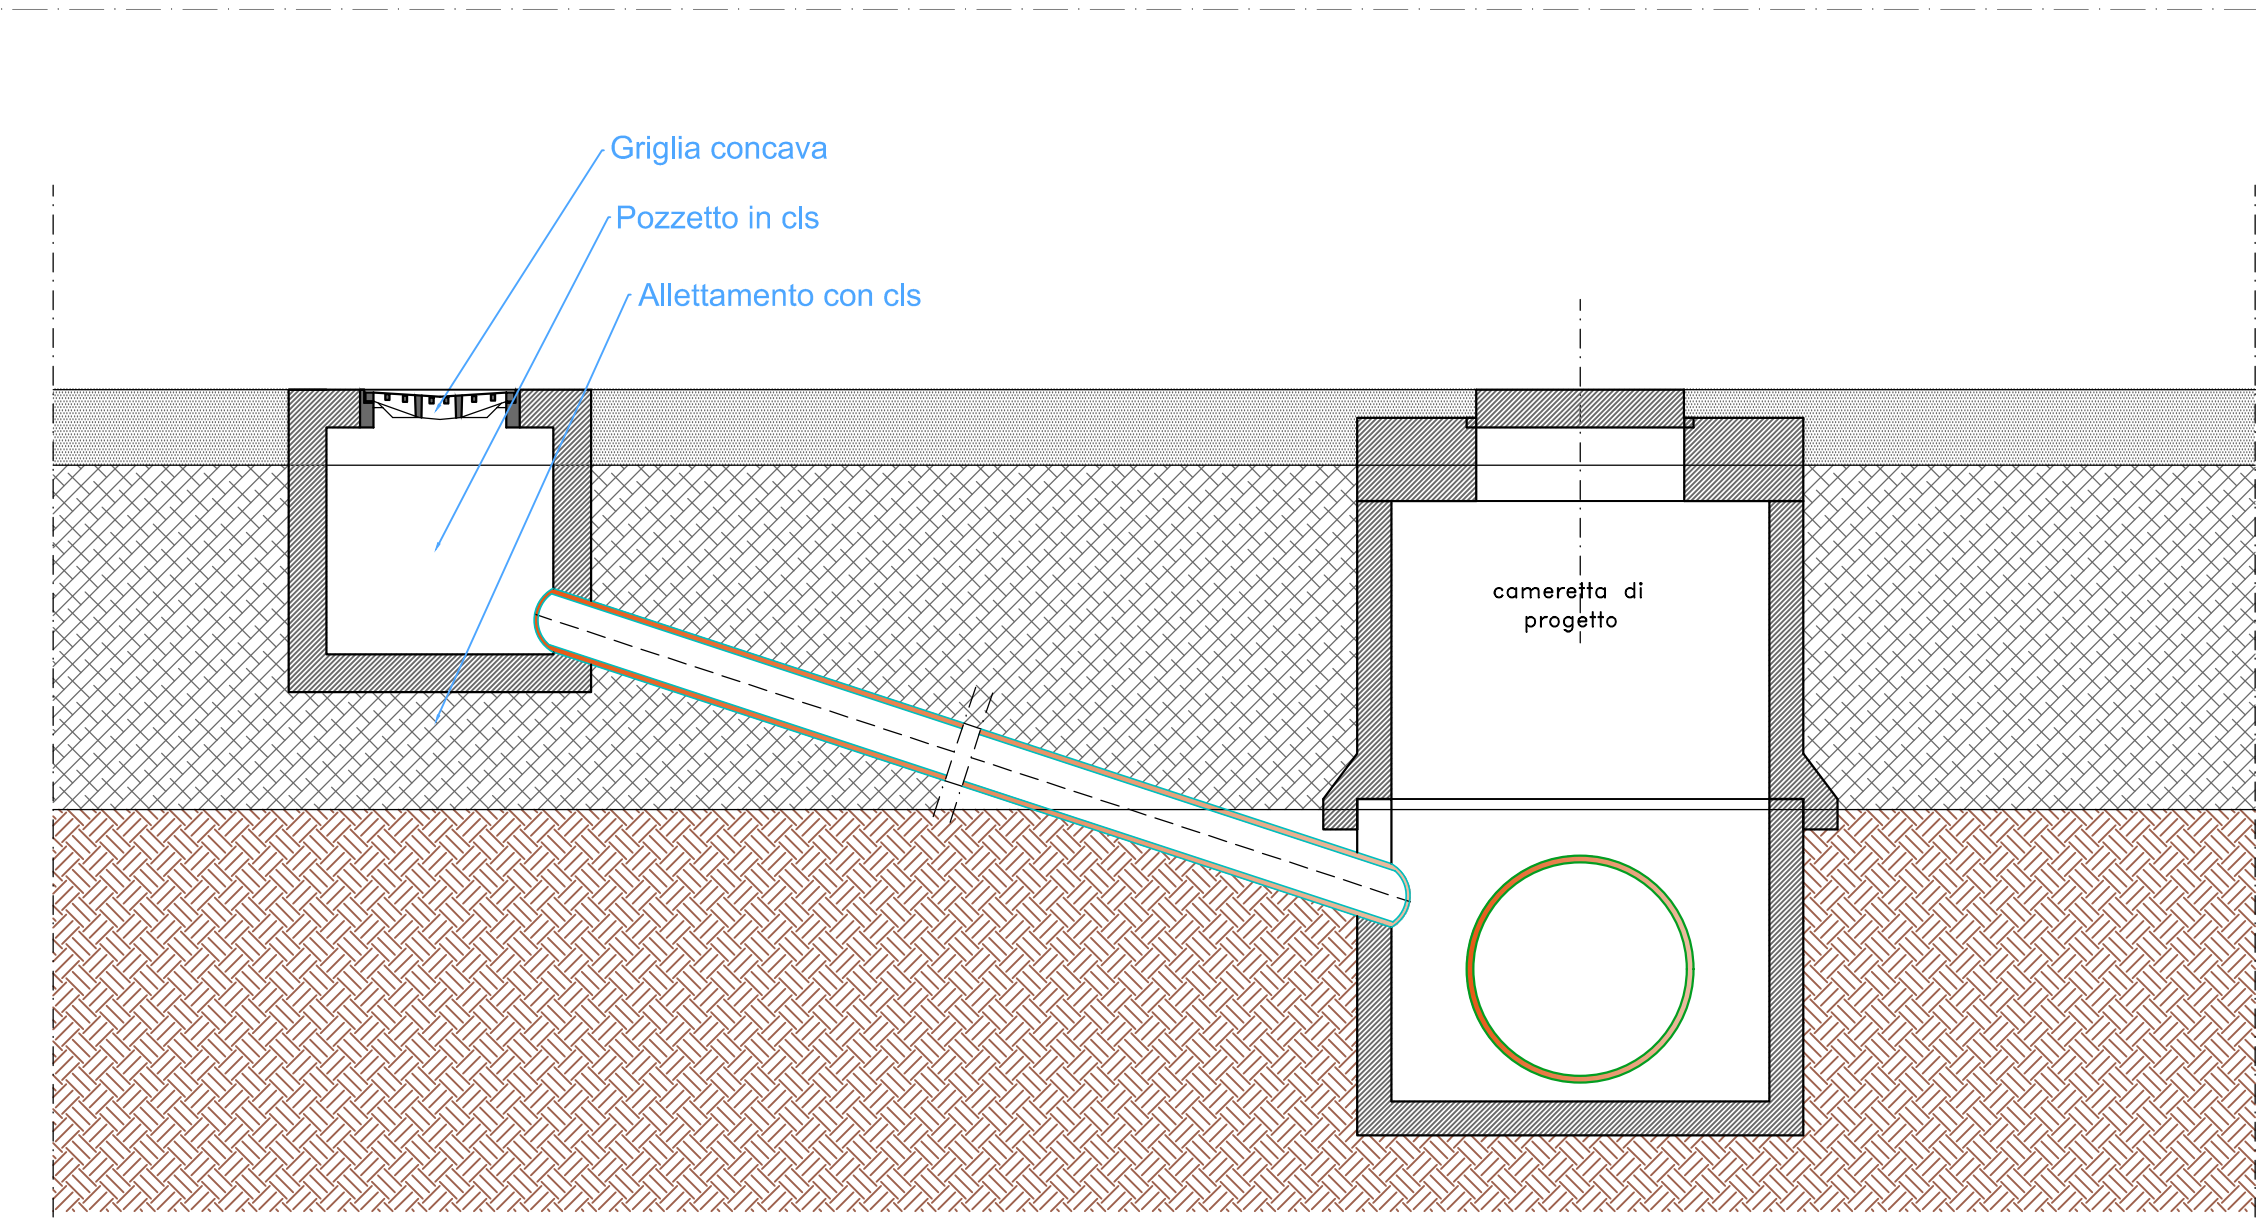 Griglia concava
Pozzetto in cls
Allettamento con cls
cameretta di
progetto